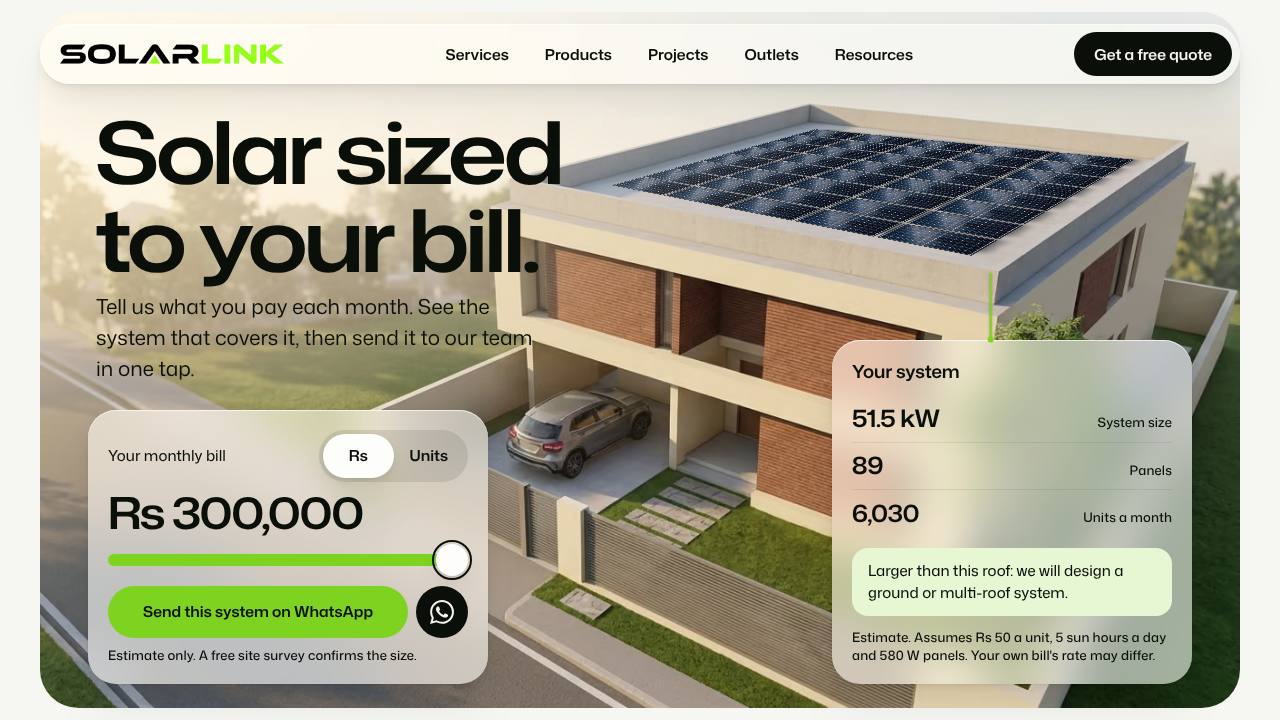 SOLARLINK
Services
Products
Projects
Outlets
Resources
Get a free quote
Solar sized
to your bill.
Tell us what you pay each month. See the
system that covers it, then send it to our team
in one tap.
Your monthly bill
Rs
Units
Rs 300,000
Send this system on WhatsApp
Estimate only. A free site survey confirms the size.
Your system
51.5 kW
System size
89
Panels
6,030
Units a month
Larger than this roof: we will design a
ground or multi-roof system.
Estimate. Assumes Rs 50 a unit, 5 sun hours a day
and 580 W panels. Your own bill's rate may differ.